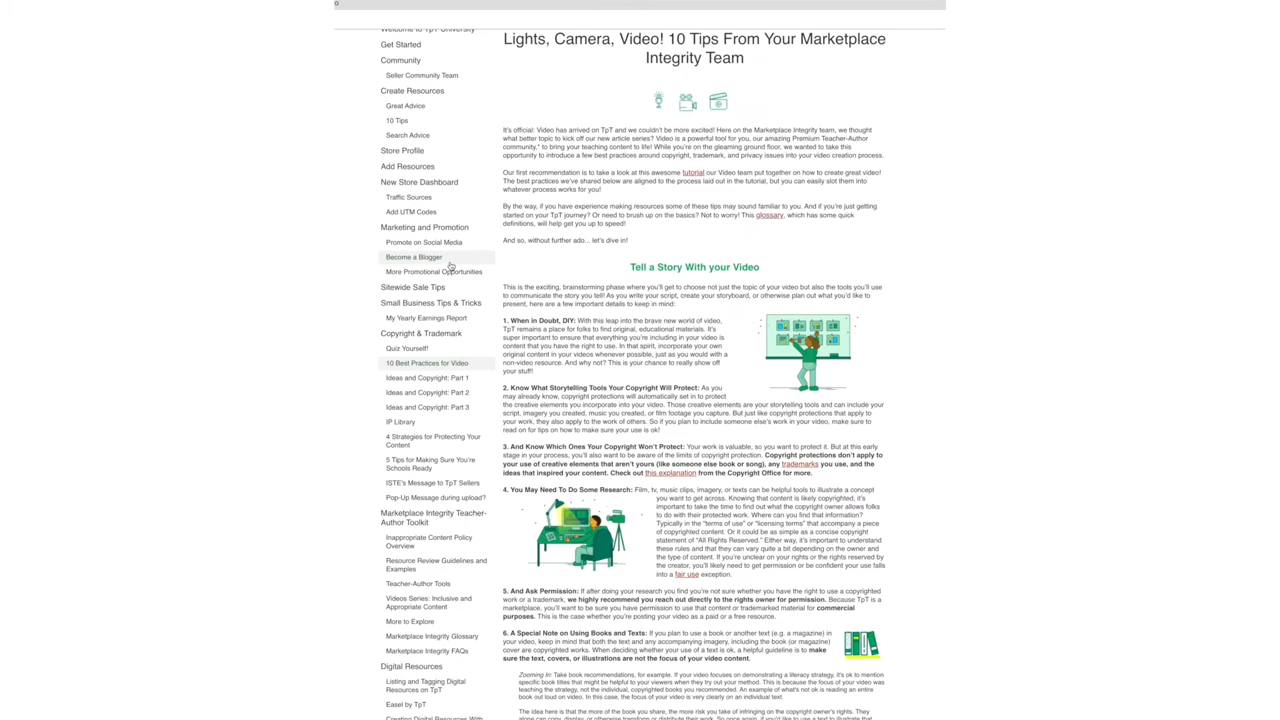 Welcome to TpT University
Get Started
Community
Seller Community Team
Create Resources
Great Advice
10 Tips
Search Advice
Store Profile
Add Resources
New Store Dashboard
Traffic Sources
Add UTM Codes
Marketing and Promotion
Promote on Social Media
Become a Blogger
More Promotional Opportunities
Sitewide Sale Tips
Small Business Tips & Tricks
My Yearly Earnings Report
Copyright & Trademark
Quiz Yourself!
10 Best Practices for Video
Ideas and Copyright: Part 1
Ideas and Copyright: Part 2
Ideas and Copyright: Part 3
IP Library
4 Strategies for Protecting Your
Content
5 Tips for Making Sure You're
Schools Ready
ISTE's Message to TpT Sellers
Pop-Up Message during upload?
Marketplace Integrity Teacher-
Author Toolkit
Inappropriate Content Policy
Overview
Resource Review Guidelines and
Examples
Teacher-Author Tools
Videos Series: Inclusive and
Appropriate Content
More to Explore
Marketplace Integrity Glossary
Marketplace Integrity FAQs
Digital Resources
Listing and Tagging Digital
Resources on TpT
Easel by TpT
Creating Digital Resources With
Lights, Camera, Video! 10 Tips From Your Marketplace
Integrity Team
It's official: Video has arrived on TpT and we couldn't be more excited! Here on the Marketplace Integrity team, we thought
what better topic to kick off our new article series? Video is a powerful tool for you, our amazing Premium Teacher-Author
community,* to bring your teaching content to life! While you're on the gleaming ground floor, we wanted to take this
opportunity to introduce a few best practices around copyright, trademark, and privacy issues into your video creation process.
Our first recommendation is to take a look at this awesome tutorial our Video team put together on how to create great video!
The best practices we've shared below are aligned to the process laid out in the tutorial, but you can easily slot them into
whatever process works for you!
By the way, if you have experience making resources some of these tips may sound familiar to you. And if you're just getting
started on your TpT journey? Or need to brush up on the basics? Not to worry! This glossary, which has some quick
definitions, will help get you up to speed!
And so, without further ado... let's dive in!
Tell a Story With your Video
This is the exciting, brainstorming phase where you'll get to choose not just the topic of your video but also the tools you'll use
to communicate the story you tell! As you write your script, create your storyboard, or otherwise plan out what you'd like to
present, here are a few important details to keep in mind:
1. When in Doubt, DIY: With this leap into the brave new world of video,
TpT remains a place for folks to find original, educational materials. It's
super important to ensure that everything you're including in your video is
content that you have the right to use. In that spirit, incorporate your own
original content in your videos whenever possible, just as you would with a
non-video resource. And why not? This is your chance to really show off
your stuff!
2. Know What Storytelling Tools Your Copyright Will Protect: As you
may already know, copyright protections will automatically set in to protect
the creative elements you incorporate into your video. Those creative elements are your storytelling tools and can include your
script, imagery you created, music you created, or film footage you capture. But just like copyright protections that apply to
your work, they also apply to the work of others. So if you plan to include someone else's work in your video, make sure to
read on for tips on how to make sure your use is ok!
3. And Know Which Ones Your Copyright Won't Protect: Your work is valuable, so you want to protect it. But at this early
stage in your process, you'll also want to be aware of the limits of copyright protection. Copyright protections don't apply to
your use of creative elements that aren't yours (like someone else book or song), any trademarks you use, and the
ideas that inspired your content. Check out this explanation from the Copyright Office for more.
4. You May Need To Do Some Research: Film, tv, music clips, imagery, or texts can be helpful tools to illustrate a concept
you want to get across. Knowing that content is likely copyrighted, it's
important to take the time to find out what the copyright owner allows folks
to do with their protected work. Where can you find that information?
Typically in the "terms of use" or "licensing terms" that accompany a piece
of copyrighted content. Or it could be as simple as a concise copyright
statement of "All Rights Reserved." Either way, it's important to understand
these rules and that they can vary quite a bit depending on the owner and
the type of content. If you're unclear on your rights or the rights reserved by
the creator, you'll likely need to get permission or be confident your use falls
into a fair use exception.
5. And Ask Permission: If after doing your research you find you're not sure whether you have the right to use a copyrighted
work or a trademark, we highly recommend you reach out directly to the rights owner for permission. Because TpT is a
marketplace, you'll want to be sure you have permission to use that content or trademarked material for commercial
purposes. This is the case whether you're posting your video as a paid or a free resource.
6. A Special Note on Using Books and Texts: If you plan to use a book or another text (e.g. a magazine) in
your video, keep in mind that both the text and any accompanying imagery, including the book (or magazine)
cover are copyrighted works. When deciding whether your use of a text is ok, a helpful guideline is to make
sure the text, covers, or illustrations are not the focus of your video content.
Zooming In: Take book recommendations, for example. If your video focuses on demonstrating a literacy strategy, it's ok to mention
specific book titles that might be helpful to your viewers when they try out your method. This is because the focus of your video was
teaching the strategy, not the individual, copyrighted books you recommended. An example of what's not ok is reading an entire
book out loud on video. In this case, the focus of your video is very clearly on an individual text.
The idea here is that the more of the book you share, the more risk you take of infringing on the copyright owner's rights. They
alone can copy, display, or otherwise transform or distribute their work. So once again, if you'd like to use a text to illustrate that